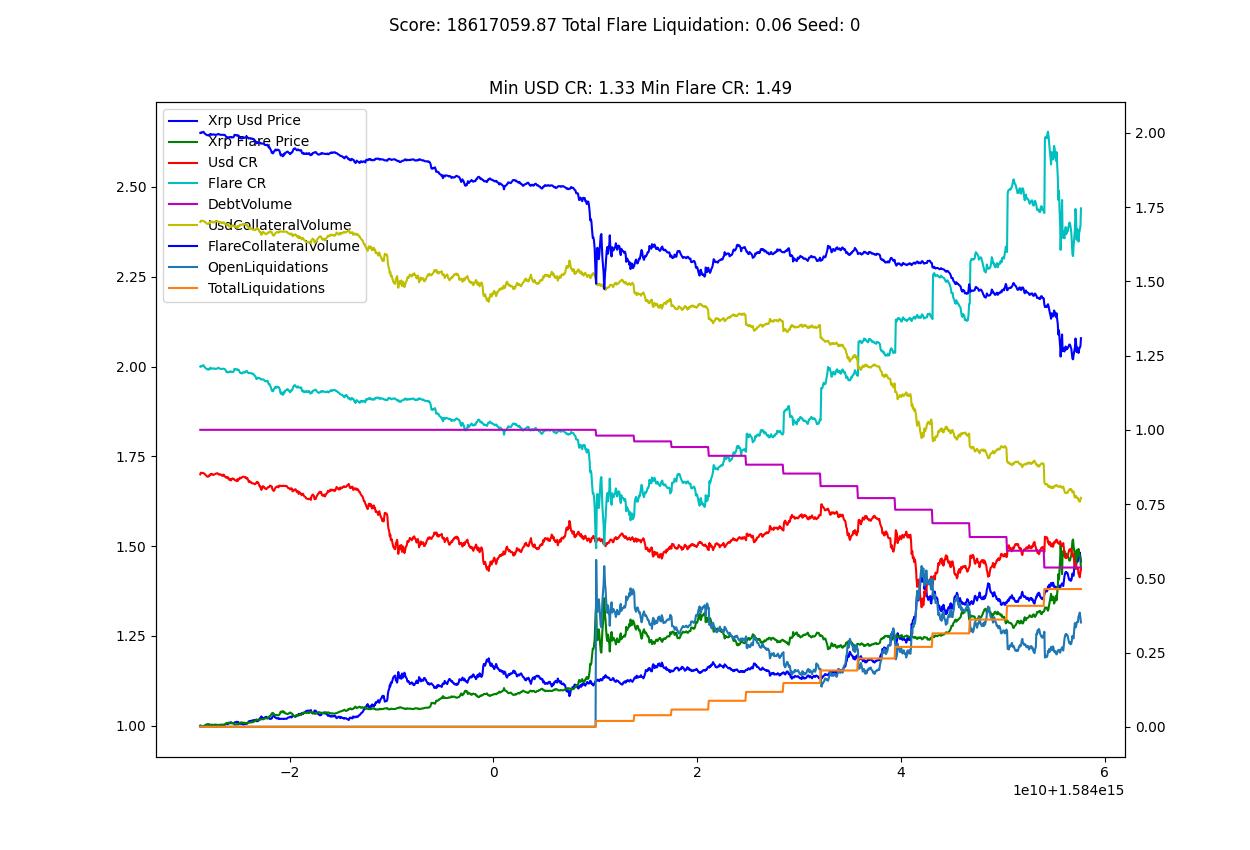 Score: 18617059.87 Total Flare Liquidation: 0.06 Seed: 0
Min USD CR: 1.33 Min Flare CR: 1.49
Xrp Usd Price
Xrp Flare Price
Usd CR
Flare CR
DebtVolume
UsdCollateralVolume
FlareCollateralVolume
OpenLiquidations
TotalLiquidations
2.50
2.25
2.00
1.75
1.50
1.25
1.00
2.00
1.75
1.50
1.25
1.00
0.75
0.50
0.25
0.00
−2 0 2 4 6
1e10+1.584e15